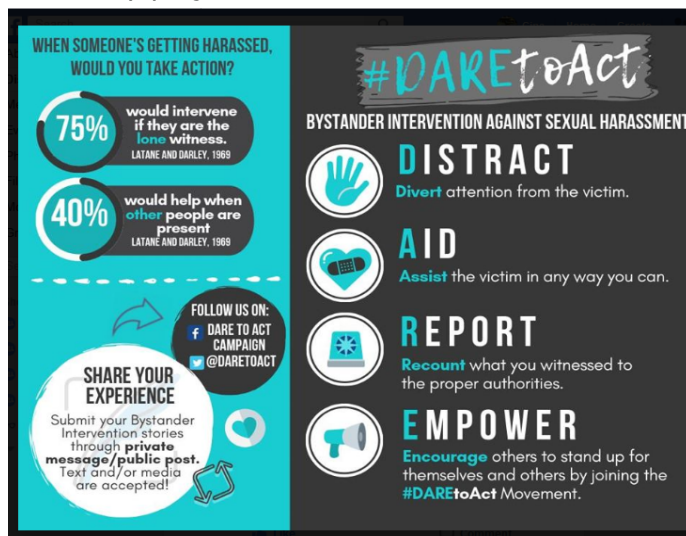 WHEN SOMEONE'S GETTING HARASSED,
WOULD YOU TAKE ACTION?
75%
would intervene
if they are the
lone witness.
LATANE AND DARLEY, 1969
40%
would help when
other people are
present
LATANE AND DARLEY, 1969
FOLLOW US ON:
DARE TO ACT
CAMPAIGN
@DARETOACT
SHARE YOUR
EXPERIENCE
Submit your Bystander
Intervention stories
through private
message/public post.
Text and/or media
are accepted!
#DAREtoAct
BYSTANDER INTERVENTION AGAINST SEXUAL HARASSMENT
DISTRACT
Divert attention from the victim.
AID
Assist the victim in any way you can.
REPORT
Recount what you witnessed to
the proper authorities.
EMPOWER
Encourage others to stand up for
themselves and others by joining the
#DAREtoAct Movement.